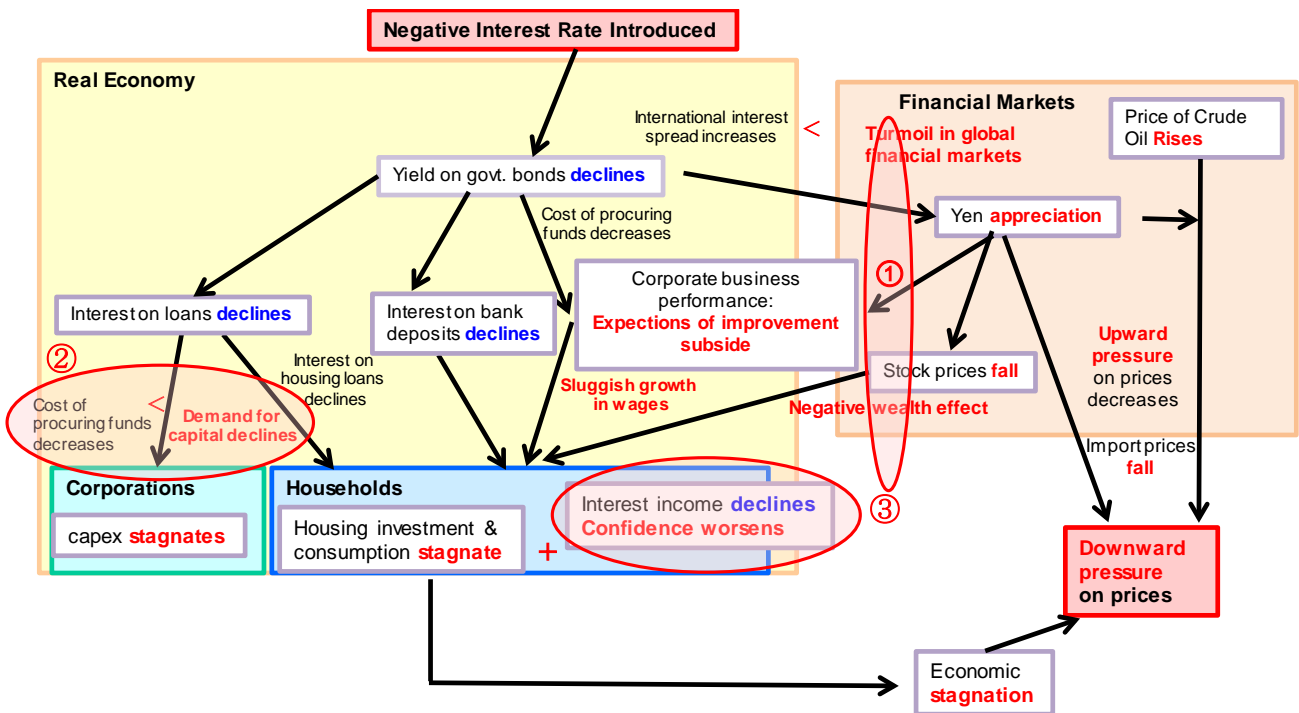 Negative Interest Rate Introduced
Real Economy
Financial Markets
International interest
spread increases
<
Turmoil in global
financial markets
Price of Crude
Oil Rises
Yield on govt. bonds declines
Cost of procuring
funds decreases
Yen appreciation
①
Corporate business
performance:
Expections of improvement
subside
Interest on loans declines
Interest on bank
deposits declines
②
Interest on
housing loans
declines
Sluggish growth
in wages
Stock prices fall
Negative wealth effect
Upward
pressure
on prices
decreases
Cost of
procuring funds
decreases
<
Demand for
capital declines
Import prices
fall
Corporations
capex stagnates
Households
Housing investment &
consumption stagnate
+
Interest income declines
Confidence worsens
③
Downward
pressure
on prices
Economic
stagnation